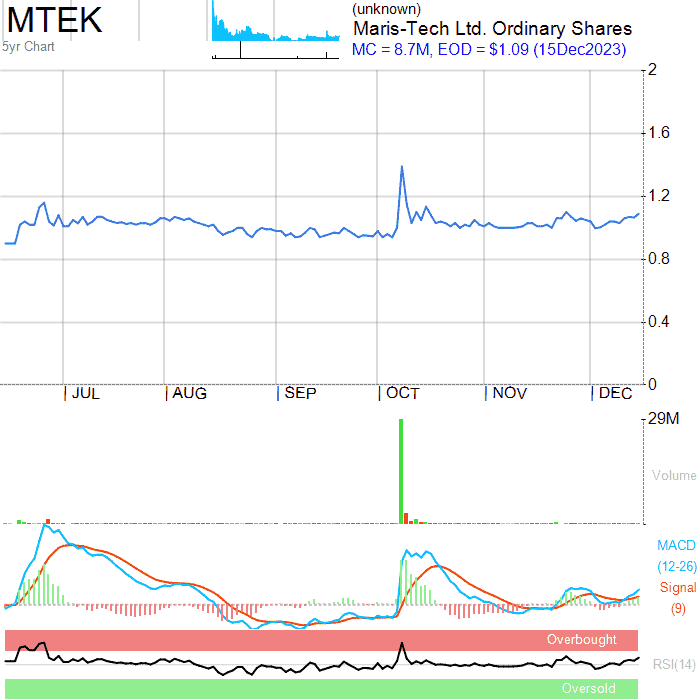 MTEK
5yr Chart
(unknown)
Maris-Tech Ltd. Ordinary Shares
MC = 8.7M, EOD = $1.09 (15Dec2023)
2
1.6
1.2
0.8
0.4
0
JUL AUG SEP OCT NOV DEC
29M
Volume
MACD
(12-26)
Signal
(9)
Overbought
RSI(14)
Oversold